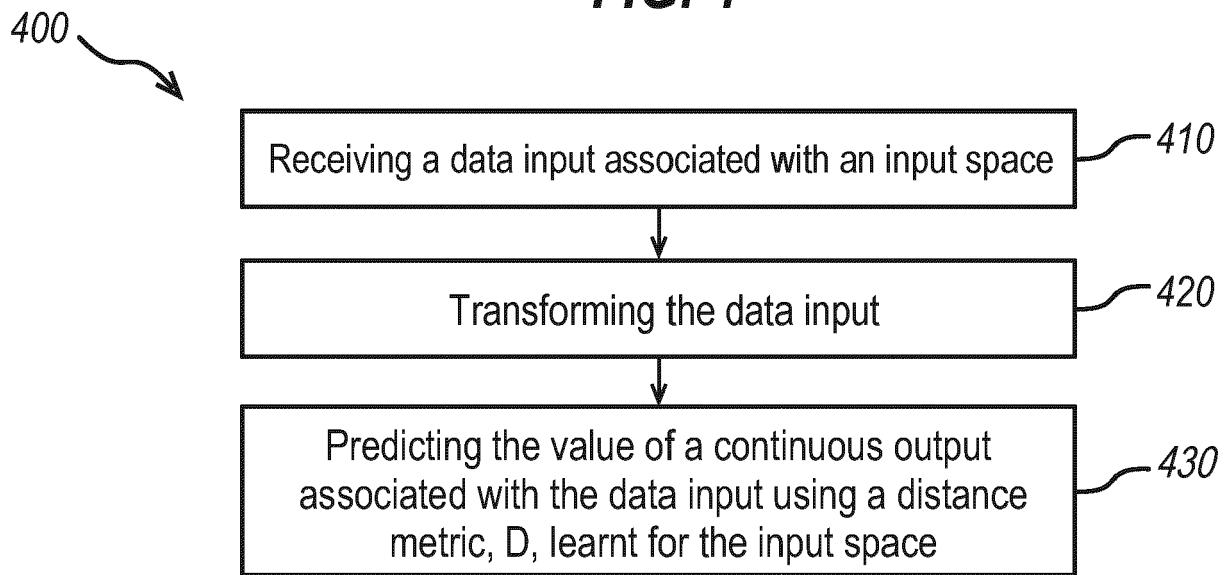 400
Receiving a data input associated with an input space
410
Transforming the data input
420
Predicting the value of a continuous output
associated with the data input using a distance
metric, D, learnt for the input space
430